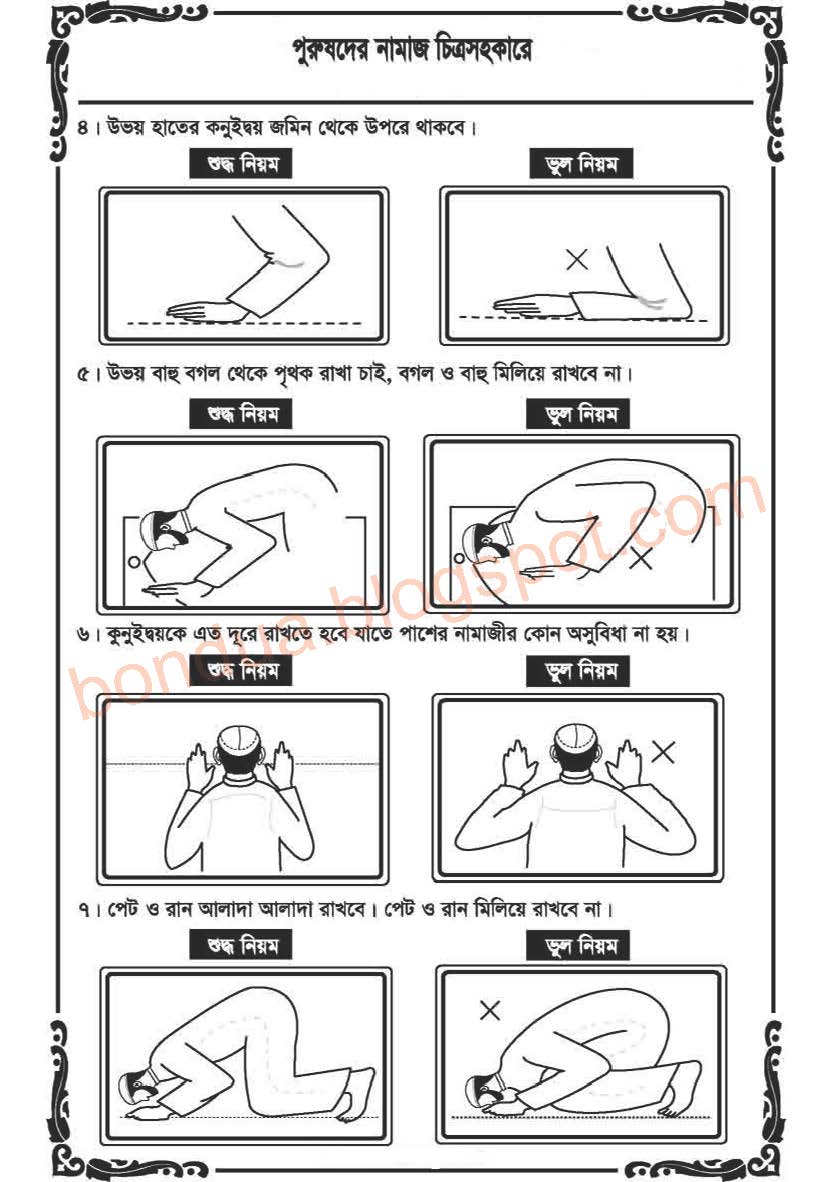 পুরুষদের নামাজ চিত্রসহকারে
৪। উভয় হাতের কনুইদ্বয় জমিন থেকে উপরে থাকবে।
শুদ্ধ নিয়ম
ভুল নিয়ম
৫। উভয় বাহু বগল থেকে পৃথক রাখা চাই, বগল ও বাহু মিলিয়ে রাখবে না।
শুদ্ধ নিয়ম
ভুল নিয়ম
৬। কুনুইদ্বয়কে এত দূরে রাখতে হবে যাতে পাশের নামাজীর কোন অসুবিধা না হয়।
শুদ্ধ নিয়ম
ভুল নিয়ম
bondua.blogspot.com
৭। পেট ও রান আলাদা আলাদা রাখবে। পেট ও রান মিলিয়ে রাখবে না।
শুদ্ধ নিয়ম
ভুল নিয়ম